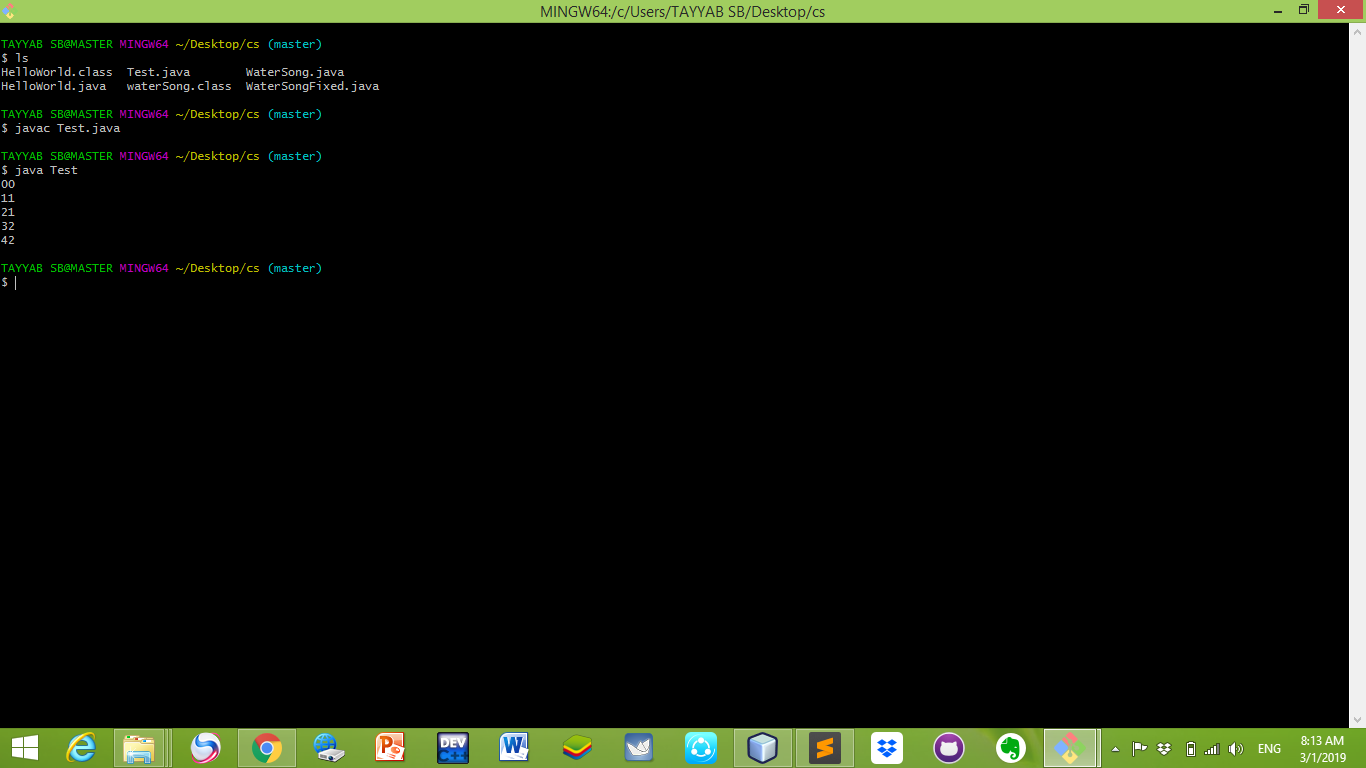 MINGW64:/c/Users/TAYYAB SB/Desktop/cs
TAYYAB SB@MASTER MINGW64 ~/Desktop/cs (master)
$ ls
HelloWorld.class  Test.java        WaterSong.java
HelloWorld.java   waterSong.class  WaterSongFixed.java
TAYYAB SB@MASTER MINGW64 ~/Desktop/cs (master)
$ javac Test.java
TAYYAB SB@MASTER MINGW64 ~/Desktop/cs (master)
$ java Test
00
11
21
32
42
TAYYAB SB@MASTER MINGW64 ~/Desktop/cs (master)
$
DEV
C++
ENG
8:13 AM
3/1/2019